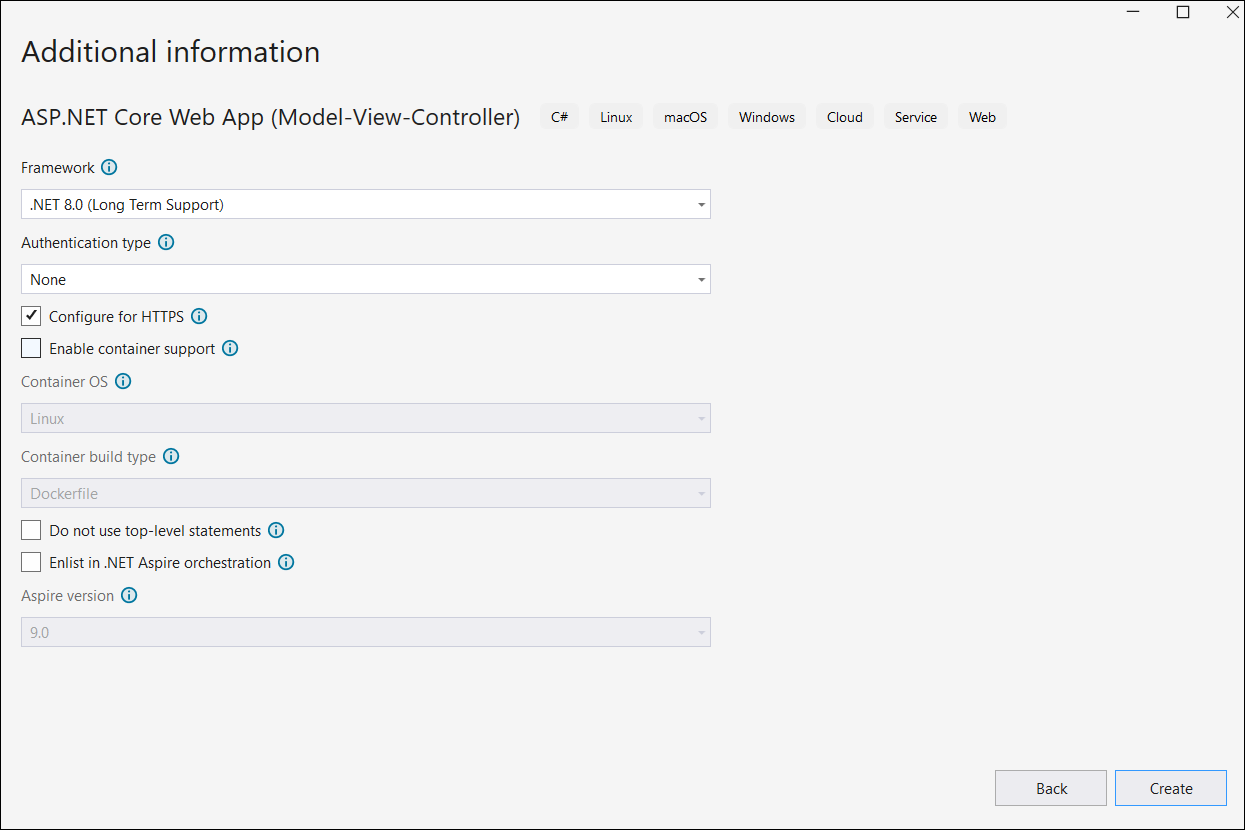 Additional information
ASP.NET Core Web App (Model-View-Controller) C# Linux macOS Windows Cloud Service Web
Framework
.NET 8.0 (Long Term Support)
Authentication type
None
Configure for HTTPS
Enable container support
Container OS
Linux
Container build type
Dockerfile
Do not use top-level statements
Enlist in .NET Aspire orchestration
Aspire version
9.0
Back Create